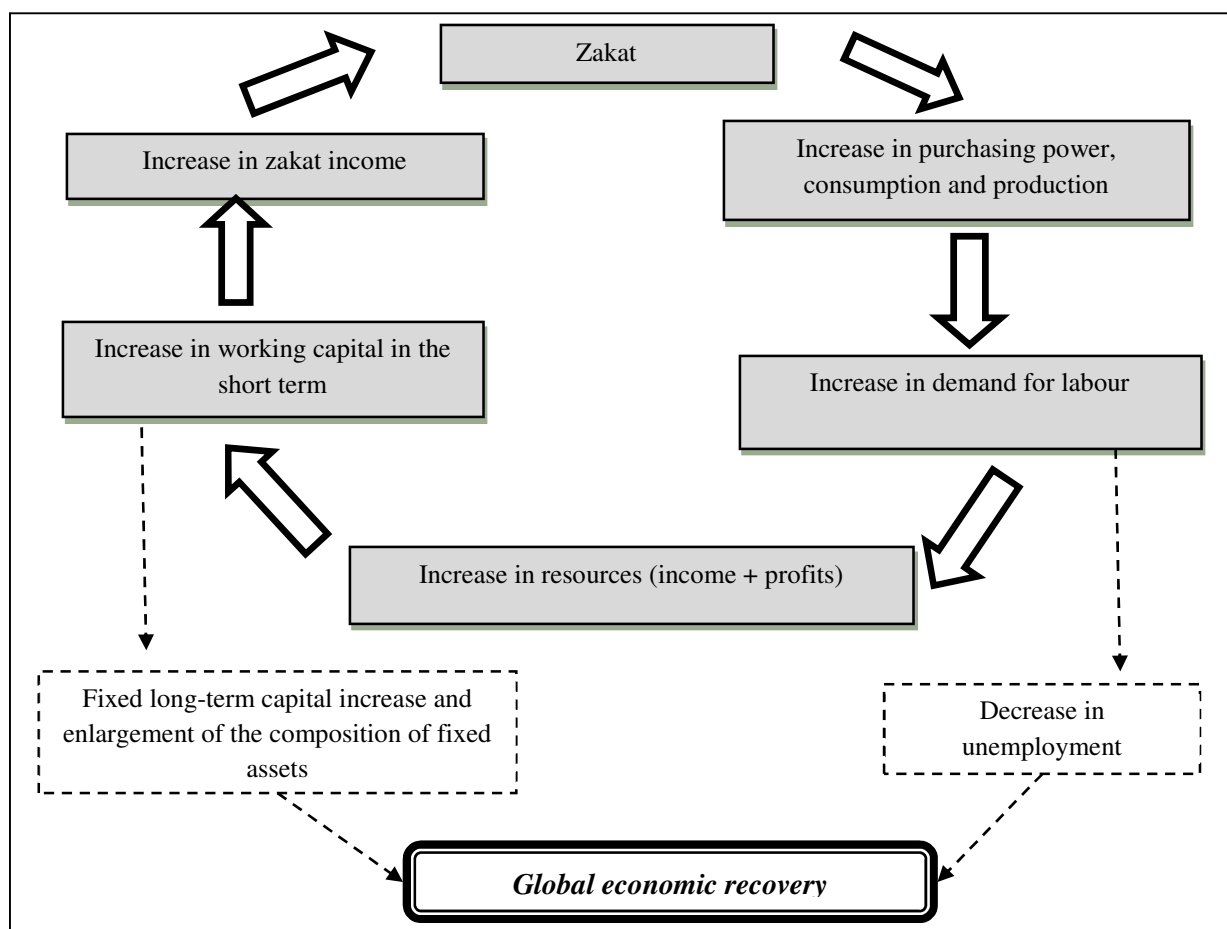 Zakat
Increase in purchasing power,
consumption and production
Increase in demand for labour
Increase in resources (income + profits)
Increase in working capital in the
short term
Increase in zakat income
Fixed long-term capital increase and
enlargement of the composition of fixed
assets
Decrease in
unemployment
Global economic recovery